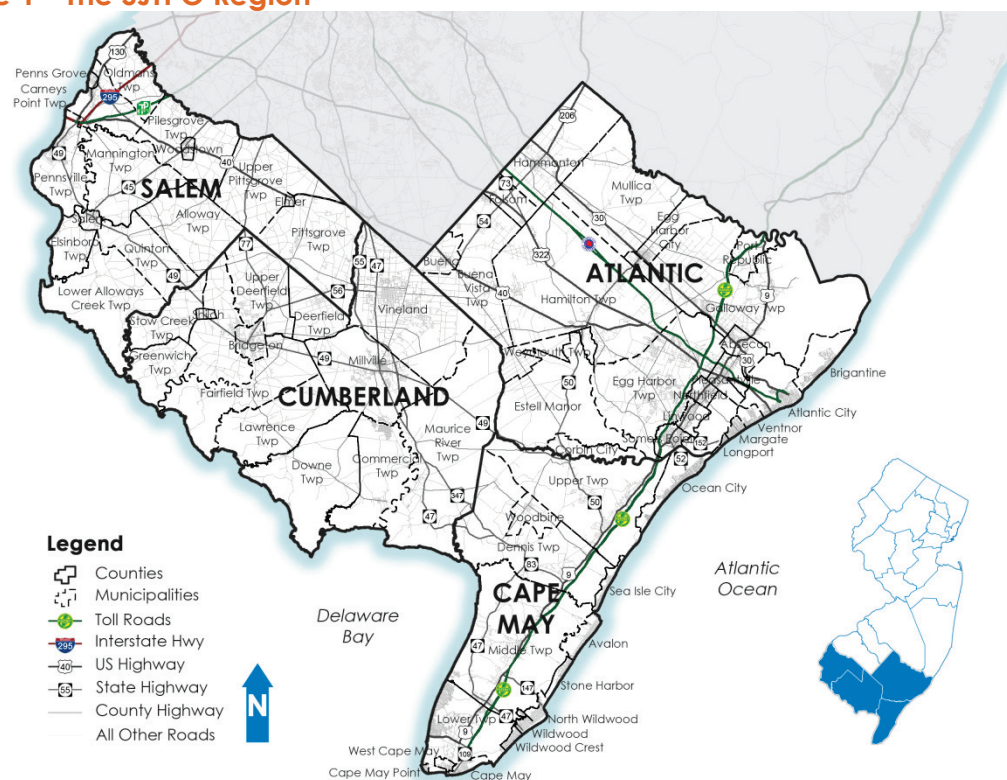 The SJTPO Region
130
Penns Grove
Oldmans
Twp
Carneys
Point Twp
295
Pilesgrove
Twp
Woodstown
49
Mannington
Twp
40
Upper
Pittsgrove
Twp
Pennsville
Twp
45
SALEM
Elmer
Salem
Alloway
Twp
Pittsgrove
Twp
Elsinboro
Twp
Quinton
Twp
77
49
55
47
Lower Alloways
Creek Twp
Upper
Deerfield
Twp
56
Vineland
Stow Creek
Twp
Shiloh
Deerfield
Twp
Bridgeton
Greenwich
Twp
49
Millville
Fairfield Twp
CUMBERLAND
Lawrence
Twp
Maurice
River
Twp
49
Downe
Twp
Commercial
Twp
347
47
206
Hammonton
73
Folsom
Mullica
Twp
30
54
Egg
Harbor
City
Port
Republic
322
Buena
Buena
Vista
Twp
ATLANTIC
9
40
Hamilton Twp
Galloway Twp
Absecon
30
Weymouth Twp
Brigantine
50
Egg Harbor
Twp
Pleasantville
Northfield
Estell Manor
Linwood
Atlantic City
Ventnor
Somers Point
152
Margate
Corbin City
52
Longport
Upper Twp
50
Ocean City
Woodbine
Dennis Twp
83
9
Sea Isle City
CAPE
MAY
47
Middle Twp
Avalon
147
Stone Harbor
Lower Twp
47
North Wildwood
9
Wildwood
Wildwood Crest
West Cape May
109
Cape May Point
Cape May
Delaware
Bay
Atlantic
Ocean
Legend
Counties
Municipalities
Toll Roads
295
Interstate Hwy
40
US Highway
55
State Highway
County Highway
All Other Roads
N